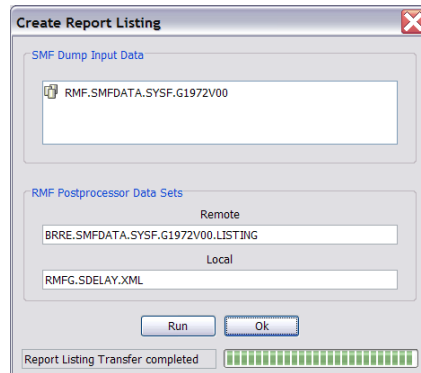 Create Report Listing
SMF Dump Input Data
RMF.SMFDATA.SYSF.G1972V00
RMF Postprocessor Data Sets
Remote
BRRE.SMFDATA.SYSF.G1972V00.LISTING
Local
RMFG.SDELAY.XML
Run Ok
Report Listing Transfer completed